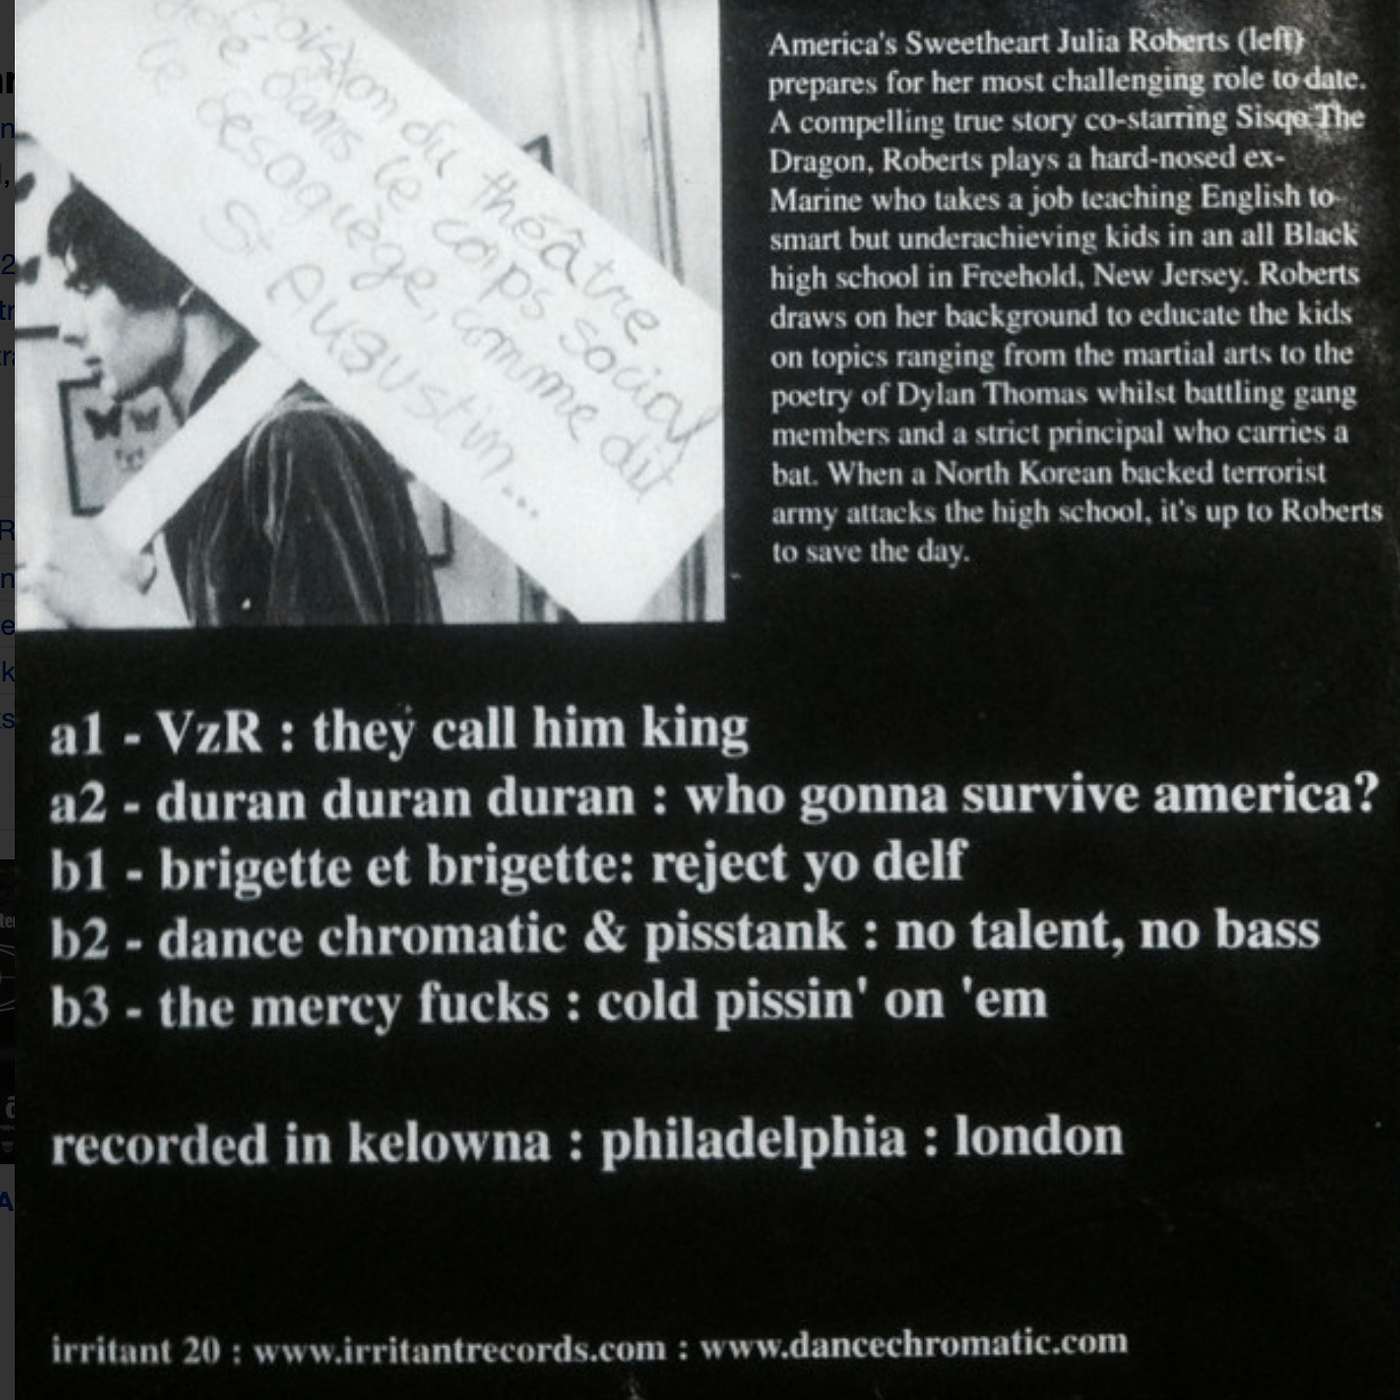 du théâtre
dans le corps social
comme dit
St Augustin...
America's Sweetheart Julia Roberts (left)
prepares for her most challenging role to date.
A compelling true story co-starring Sisqo The
Dragon, Roberts plays a hard-nosed ex-
Marine who takes a job teaching English to
smart but underachieving kids in an all Black
high school in Freehold, New Jersey. Roberts
draws on her background to educate the kids
on topics ranging from the martial arts to the
poetry of Dylan Thomas whilst battling gang
members and a strict principal who carries a
bat. When a North Korean backed terrorist
army attacks the high school, it's up to Roberts
to save the day.
a1 - VzR : they call him king
a2 - duran duran duran : who gonna survive america?
b1 - brigette et brigette: reject yo delf
b2 - dance chromatic & pisstank : no talent, no bass
b3 - the mercy fucks : cold pissin' on 'em
recorded in kelowna : philadelphia : london
irritant 20 : www.irritantrecords.com : www.dancechromatic.com